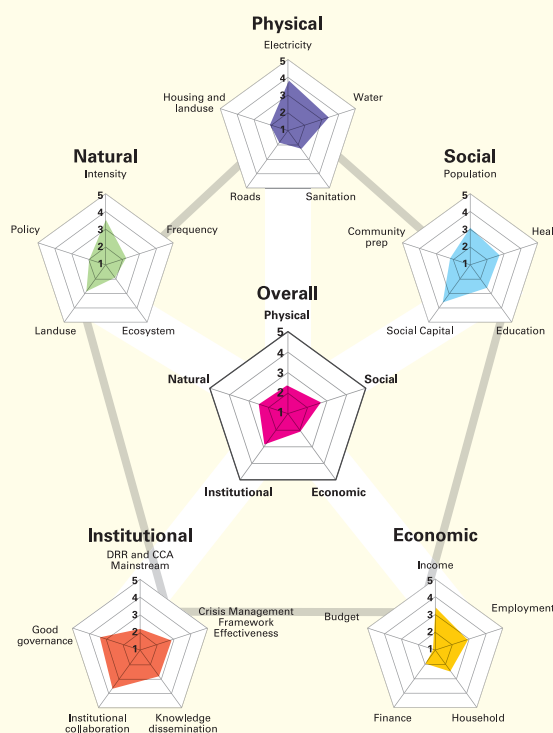 Physical
Electricity
5
4
3
2
1
Housing and
landuse
Water
Roads
Sanitation
Natural
Intensity
5
4
3
2
1
Policy
Frequency
Landuse
Ecosystem
Social
Population
5
4
3
2
1
Community
prep
Heal
Social Capital
Education
Overall
Physical
5
4
3
2
1
Natural
Social
Institutional
Economic
Institutional
DRR and CCA
Mainstream
5
4
3
2
1
Good
governance
Crisis Management
Framework
Effectiveness
Institutional
collaboration
Knowledge
dissemination
Economic
Income
5
4
3
2
1
Budget
Employment
Finance
Household